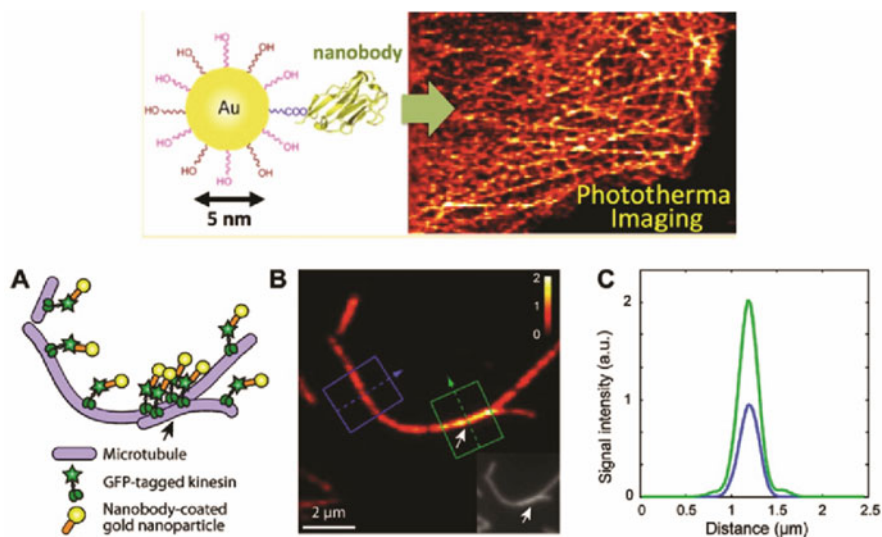 HO
OH
OH
HO
OH
HO
Au
COO
nanobody
OH
HO
OH
HO
OH
5 nm
Phototherma
Imaging
A
Microtubule
GFP-tagged kinesin
Nanobody-coated
gold nanoparticle
B
2
1
0
2 µm
C
Signal intensity (a.u.)
2
1
0
0 0.5 1 1.5 2 2.5
Distance (µm)